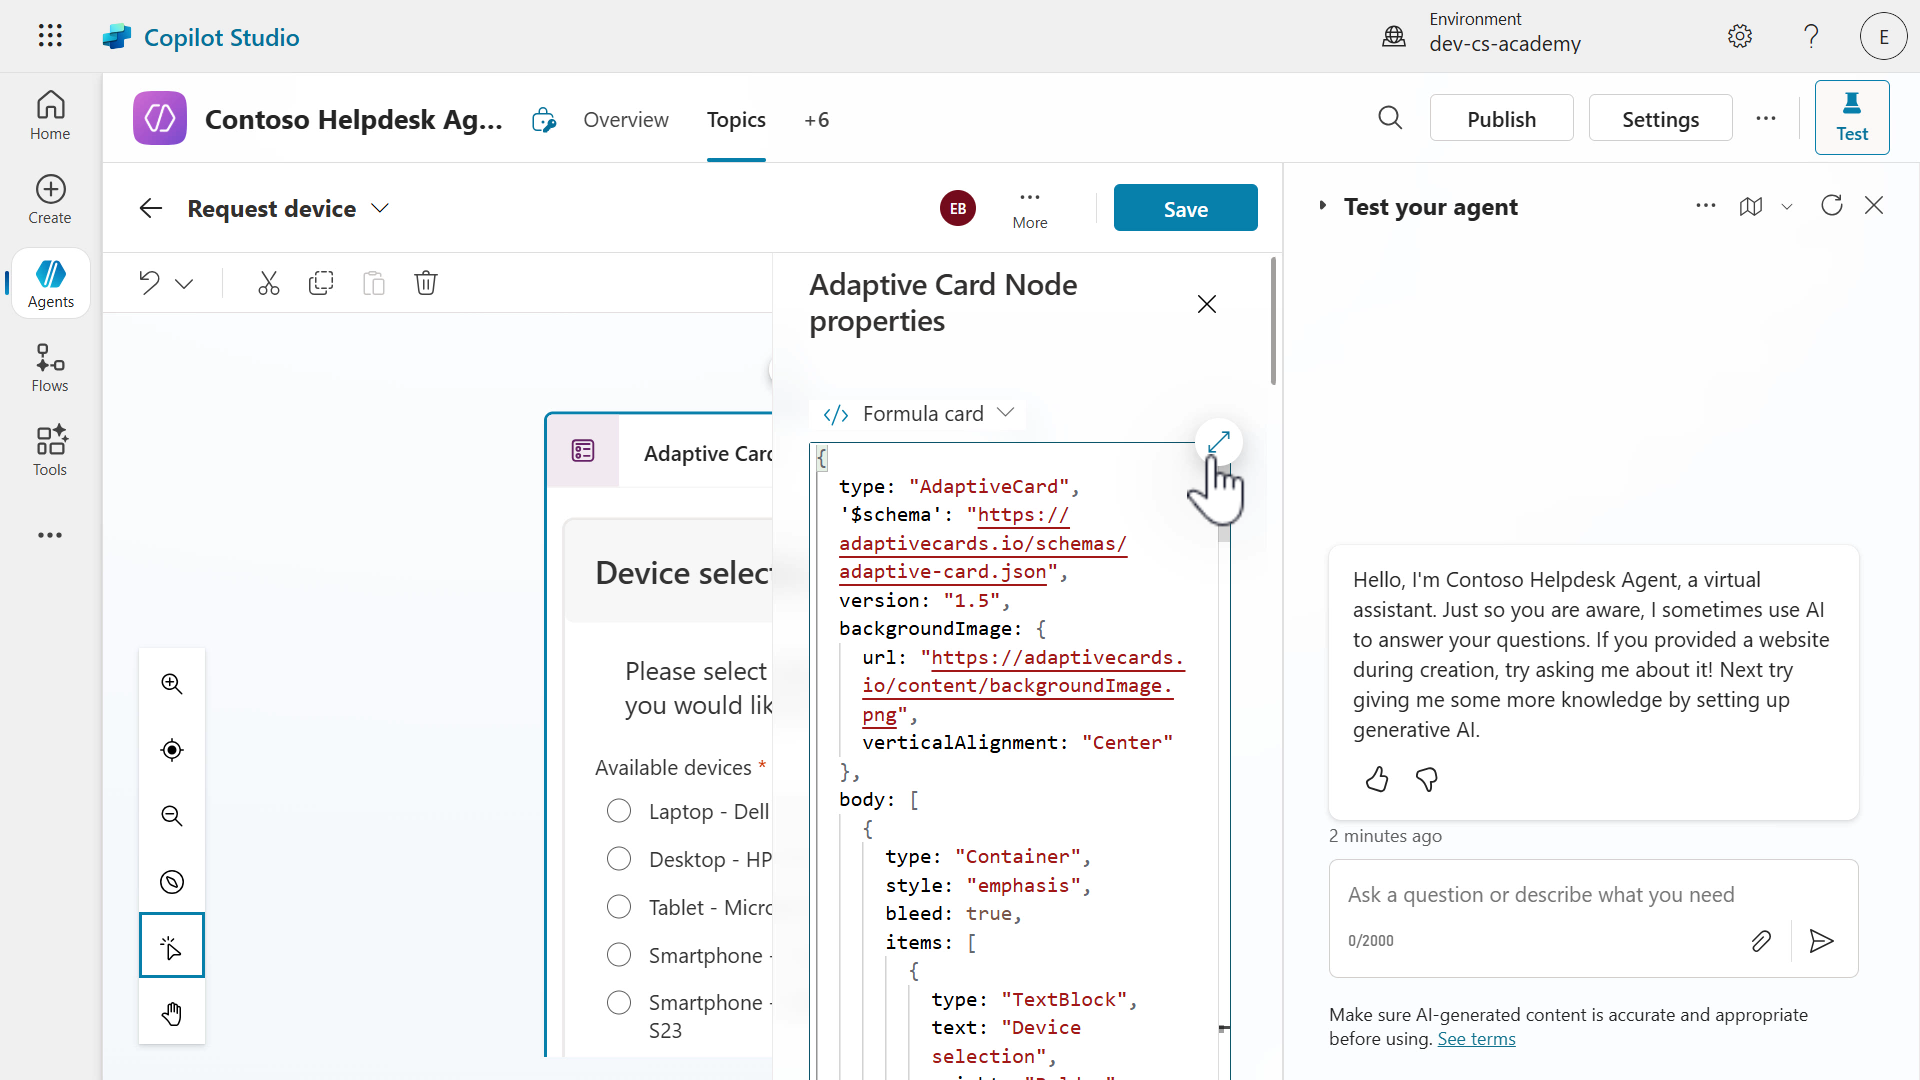 Copilot Studio
Environment
dev-cs-academy
E
Home
Create
Agents
Flows
Tools
Contoso Helpdesk Ag...
Overview
Topics
+6
Publish
Settings
Test
Request device
EB
More
Save
Adaptive Card Node
properties
Formula card
Adaptive Card
Device selec
Please select
you would lik
Available devices *
Laptop - Dell
Desktop - HP
Tablet - Micro
Smartphone -
Smartphone -
S23
{
type: "AdaptiveCard",
'$schema': "https://
adaptivecards.io/schemas/
adaptive-card.json",
version: "1.5",
backgroundImage: {
url: "https://adaptivecards.
io/content/backgroundImage.
png",
verticalAlignment: "Center"
},
body: [
{
type: "Container",
style: "emphasis",
bleed: true,
items: [
{
type: "TextBlock",
text: "Device
selection",
Test your agent
Hello, I'm Contoso Helpdesk Agent, a virtual
assistant. Just so you are aware, I sometimes use AI
to answer your questions. If you provided a website
during creation, try asking me about it! Next try
giving me some more knowledge by setting up
generative AI.
2 minutes ago
Ask a question or describe what you need
0/2000
Make sure AI-generated content is accurate and appropriate
before using. See terms